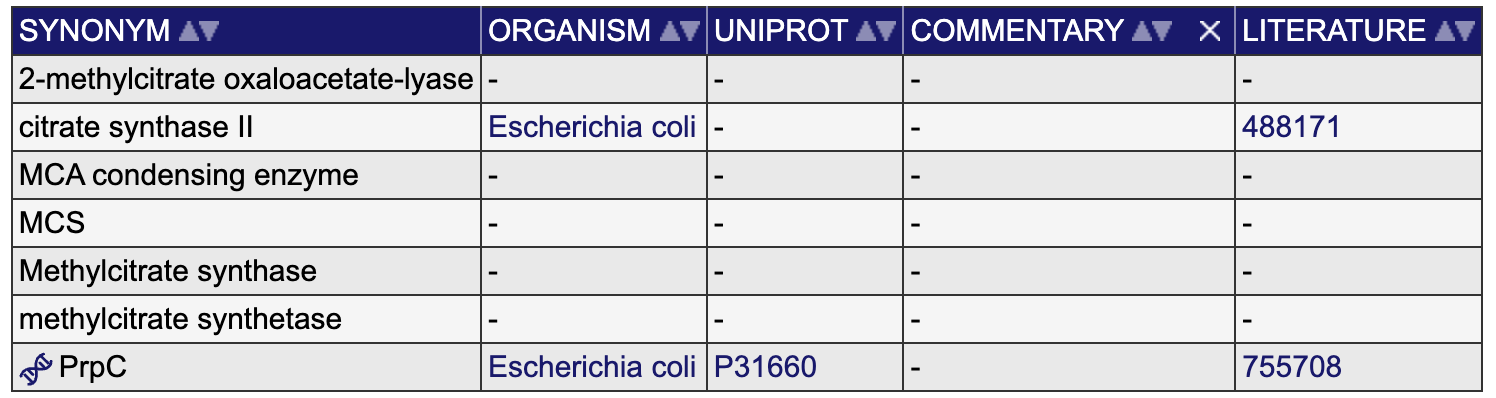 SYNONYM ORGANISM UNIPROT COMMENTARY LITERATURE
2-methylcitrate oxaloacetate-lyase - - - -
citrate synthase II Escherichia coli - - 488171
MCA condensing enzyme - - - -
MCS - - - -
Methylcitrate synthase - - - -
methylcitrate synthetase - - - -
PrpC Escherichia coli P31660 - 755708